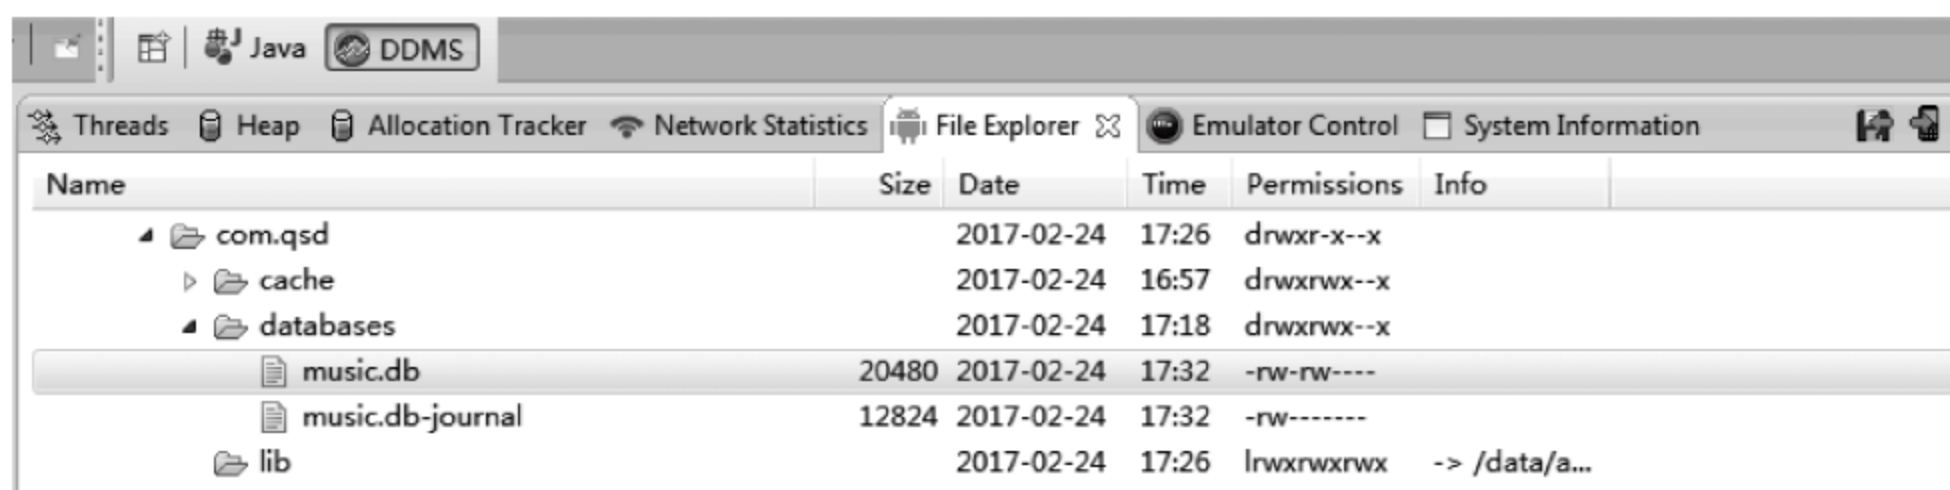 Java DDMS
Threads Heap Allocation Tracker Network Statistics File Explorer Emulator Control System Information
Name Size Date Time Permissions Info
com.qsd 2017-02-24 17:26 drwxr-x--x
cache 2017-02-24 16:57 drwxrwx--x
databases 2017-02-24 17:18 drwxrwx--x
music.db 20480 2017-02-24 17:32 -rw-rw----
music.db-journal 12824 2017-02-24 17:32 -rw-------
lib 2017-02-24 17:26 lrwxrwxrwx -> /data/a...